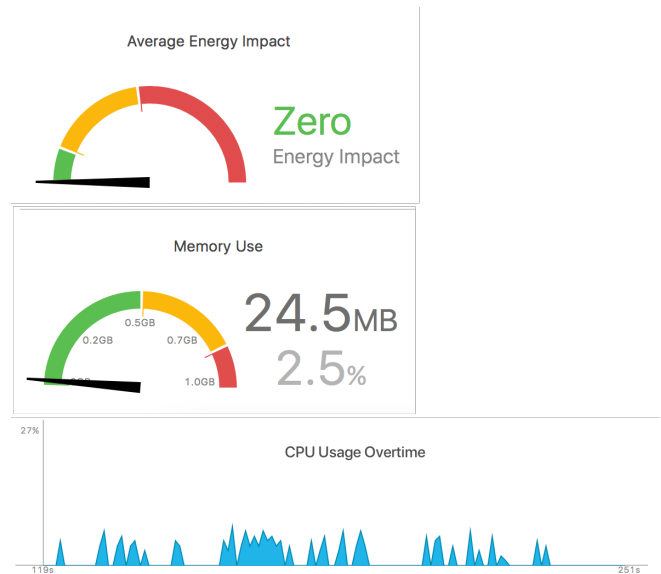 Average Energy Impact
Zero
Energy Impact
Memory Use
24.5MB
0.5GB
0.2GB
0.7GB
2.5%
1.0GB
27%
CPU Usage Overtime
119s
251s